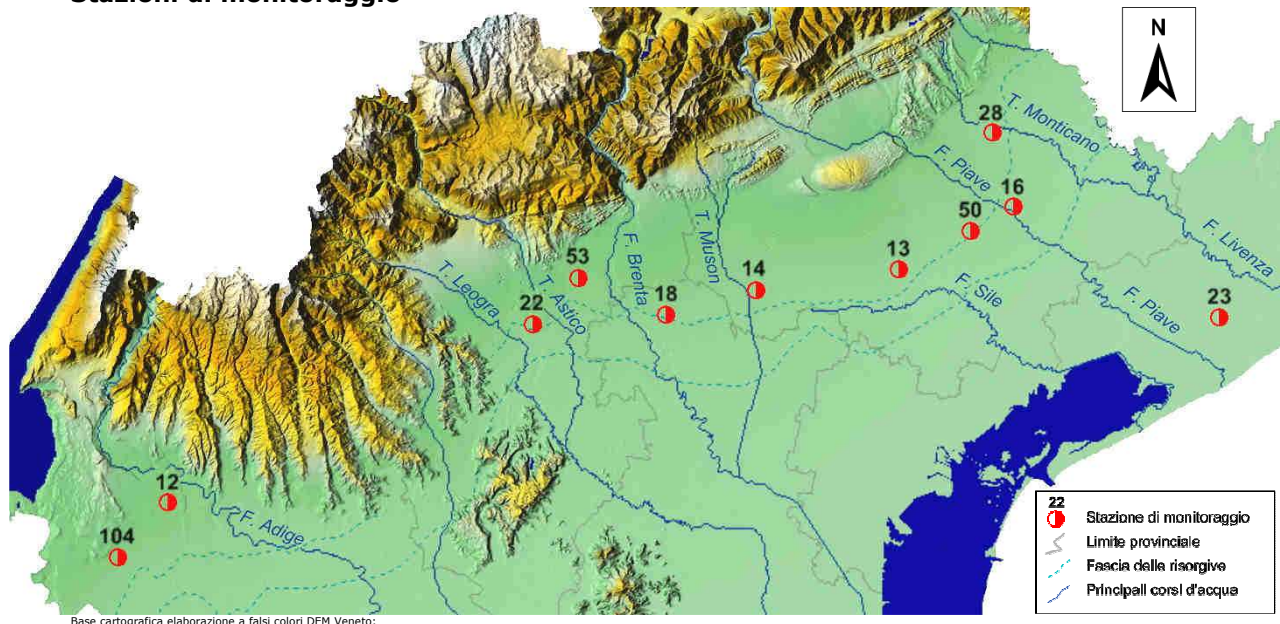 Stazioni di monitoraggio
N
28
T. Monticano
F. Piave
16
50
F. Livenza
53
F. Brenta
T. Muson
13
T. Leogra
T. Astico
14
22
18
F. Sile
F. Piave
23
12
F. Adige
104
22
Stazione di monitoraggio
Limite provinciale
Fascia delle risorgive
Principali corsi d'acqua
Base cartografica elaborazione a falsi colori DEM Veneto;